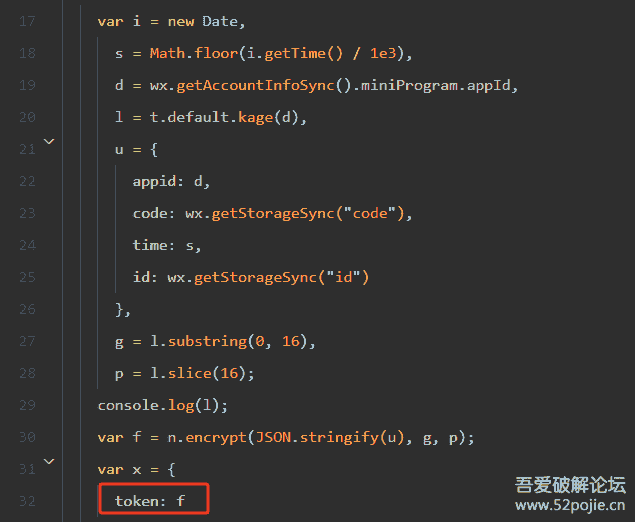 17 var i = new Date,
18 s = Math.floor(i.getTime() / 1e3),
19 d = wx.getAccountInfoSync().miniProgram.appId,
20 l = t.default.kage(d),
21 u = {
22 appid: d,
23 code: wx.getStorageSync("code"),
24 time: s,
25 id: wx.getStorageSync("id")
26 },
27 g = l.substring(0, 16),
28 p = l.slice(16);
29 console.log(l);
30 var f = n.encrypt(JSON.stringify(u), g, p);
31 var x = {
32 token: f
吾爱破解论坛
www.52pojie.cn